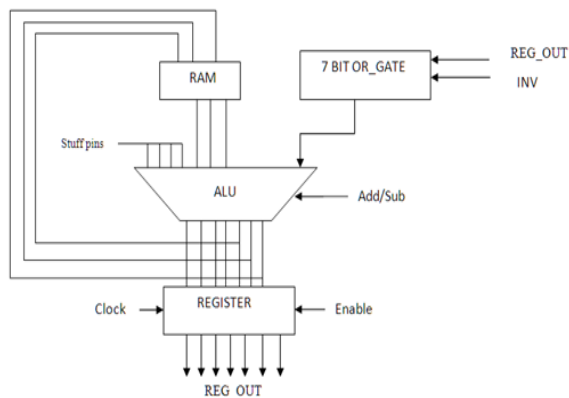 REG_OUT
RAM
7 BIT OR_GATE
INV
Stuff pins
ALU
Add/Sub
Clock
REGISTER
Enable
REG OUT